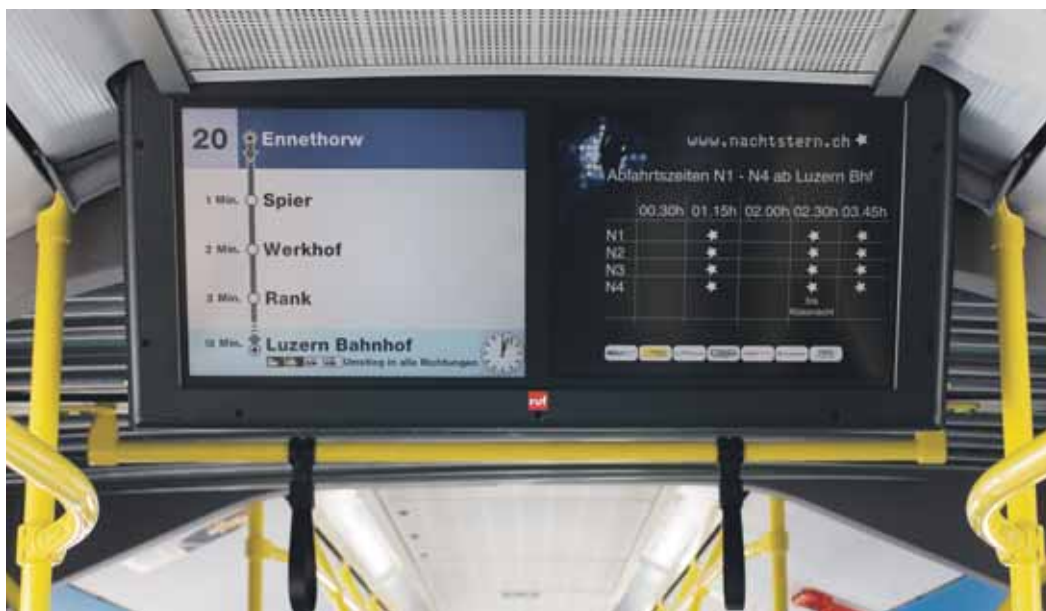 20 Ennethorw
1 Min. Spier
2 Min. Werkhof
3 Min. Rank
Luzern Bahnhof
Umstieg in alle Richtungen
www.nachtstern.ch
Abfahrtszeiten N1 - N4 ab Luzern Bhf
00.30h 01.15h 02.00h 02.30h 03.45h
N1
N2
N3
N4
bis
ruf